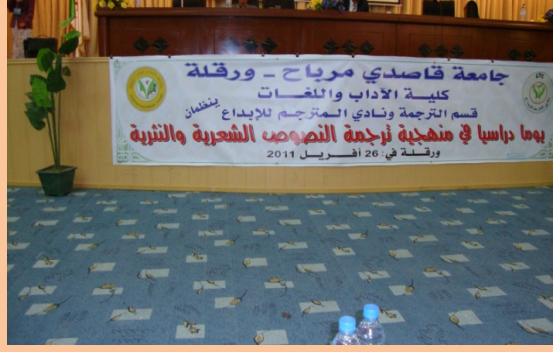 جامعة قاصدي مرباح - ورقلة
كلية الآداب واللغات
قسم الترجمة ونادي المترجم للإبداع ينظمان
يوما دراسيا في منهجية ترجمة النصوص الشعرية والنثرية
ورقلة في: 26 أفريل 2011